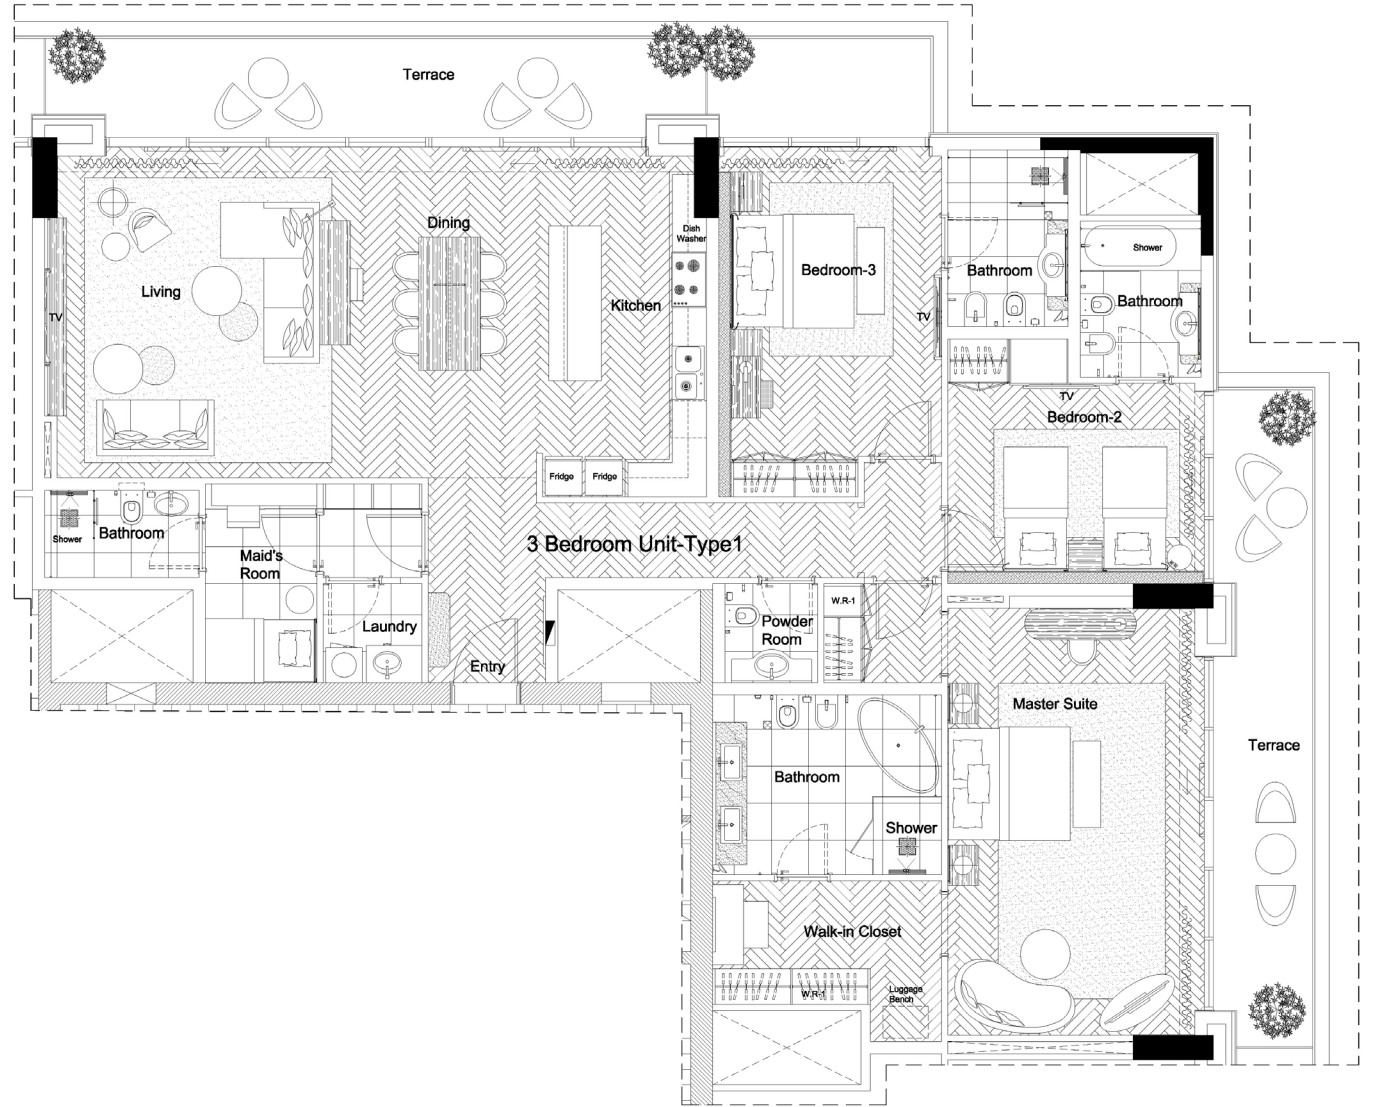 Terrace
Dining
Dish
Washer
Living
TV
Kitchen
Bedroom-3
TV
Bathroom
Shower
Bathroom
TV
Bedroom-2
Fridge
Fridge
Shower
Bathroom
Maid's
Room
3 Bedroom Unit-Type1
Laundry
Entry
Powder
Room
W.R-1
Master Suite
Terrace
Bathroom
Shower
Walk-in Closet
W.R-1
Luggage
Bench